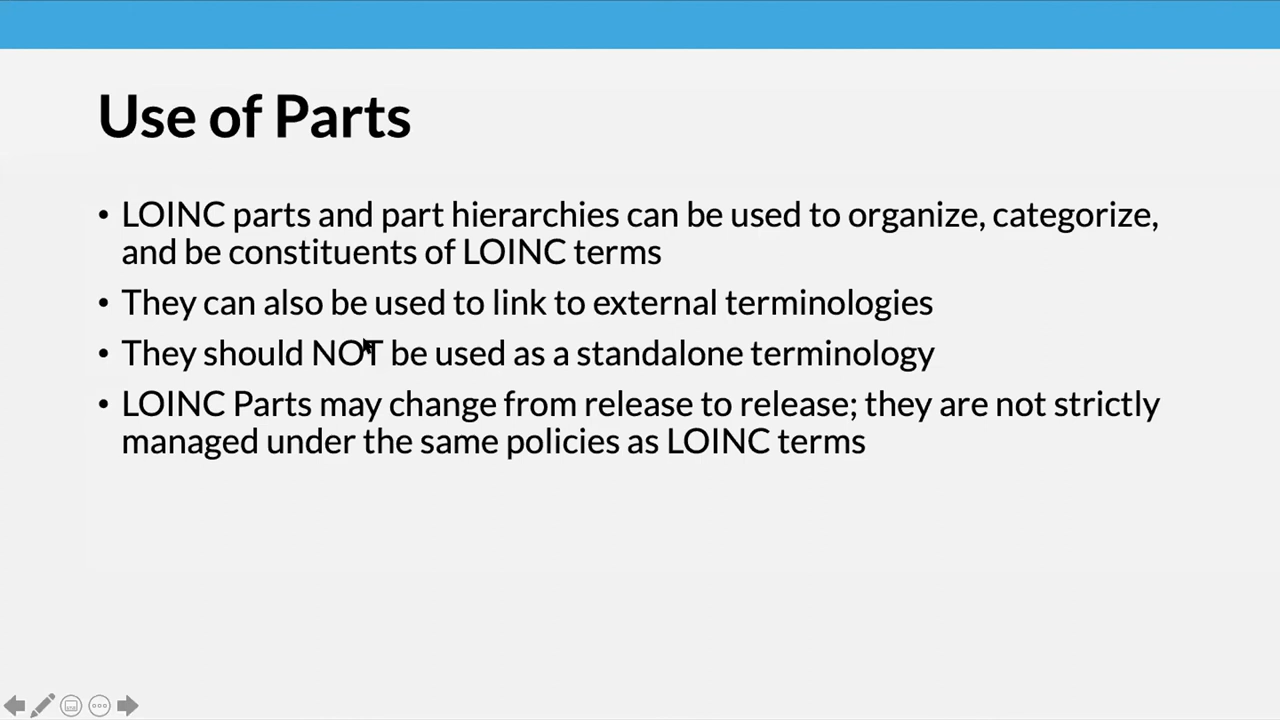 Use of Parts
• LOINC parts and part hierarchies can be used to organize, categorize,
and be constituents of LOINC terms
• They can also be used to link to external terminologies
• They should NOT be used as a standalone terminology
• LOINC Parts may change from release to release; they are not strictly
managed under the same policies as LOINC terms